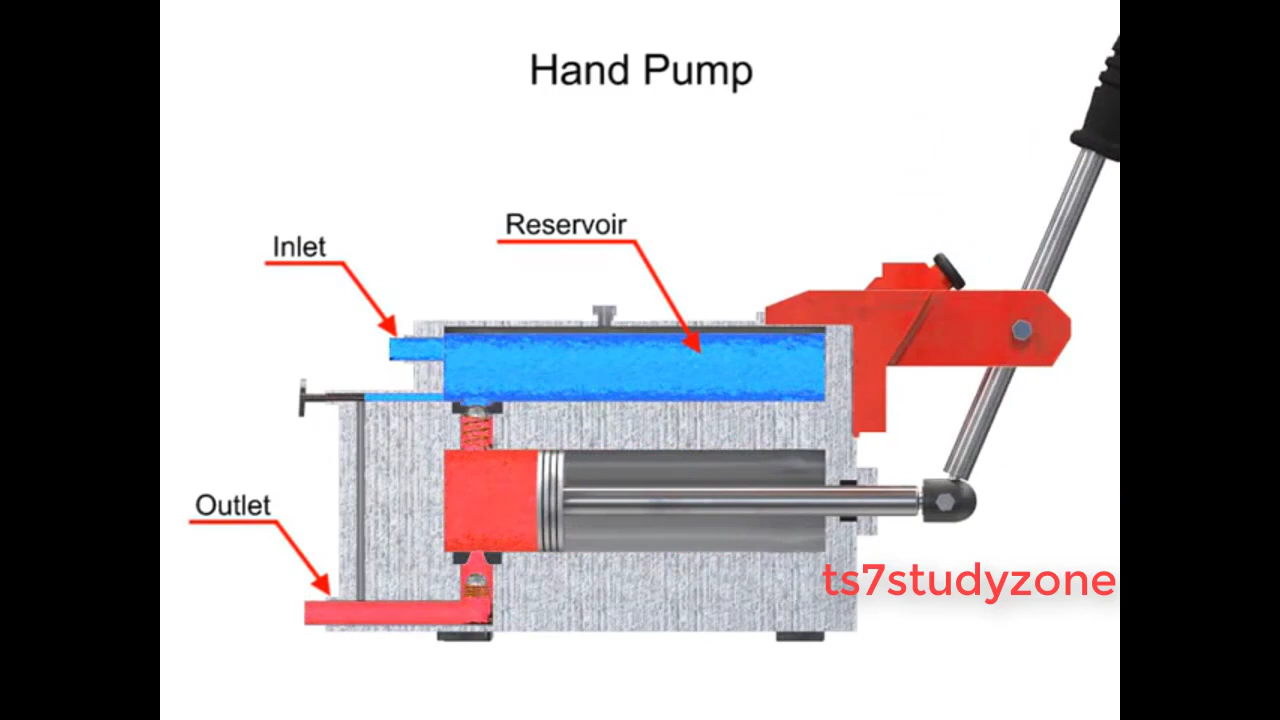 Hand Pump
Reservoir
Inlet
Outlet
ts7studyzone